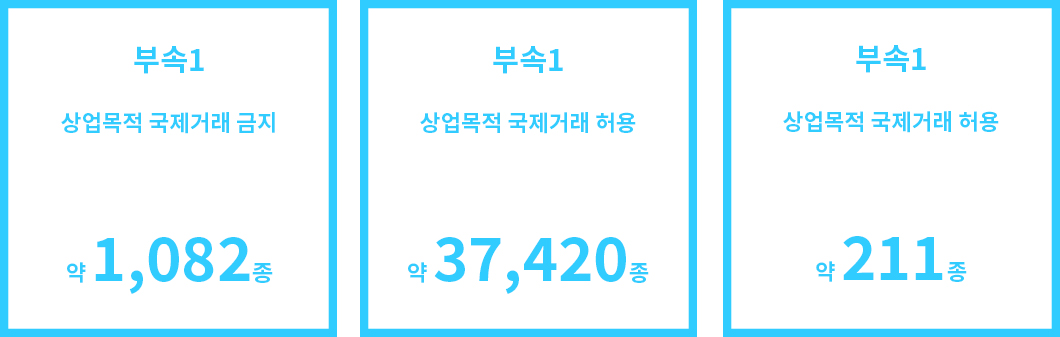 부속1
상업목적 국제거래 금지
약 1,082종
부속1
상업목적 국제거래 허용
약 37,420종
부속1
상업목적 국제거래 허용
약 211종